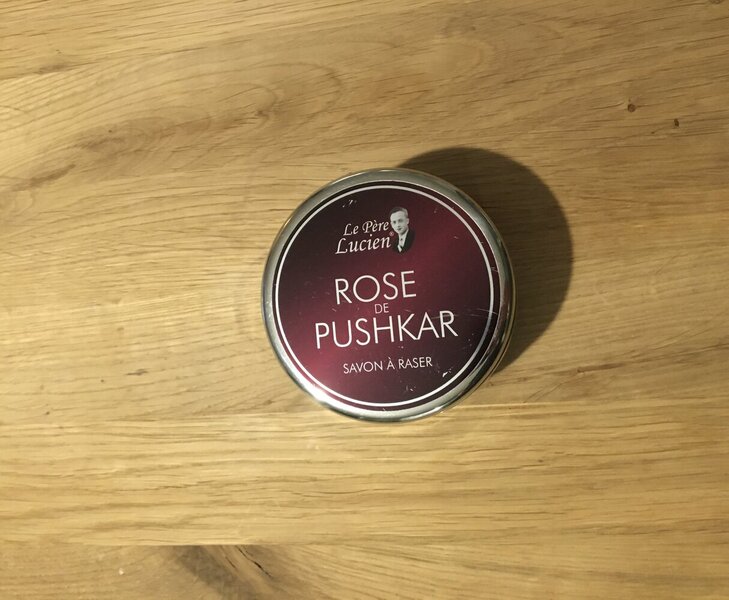 Le Père
Lucien®
ROSE
DE
PUSHKAR
SAVON À RASER